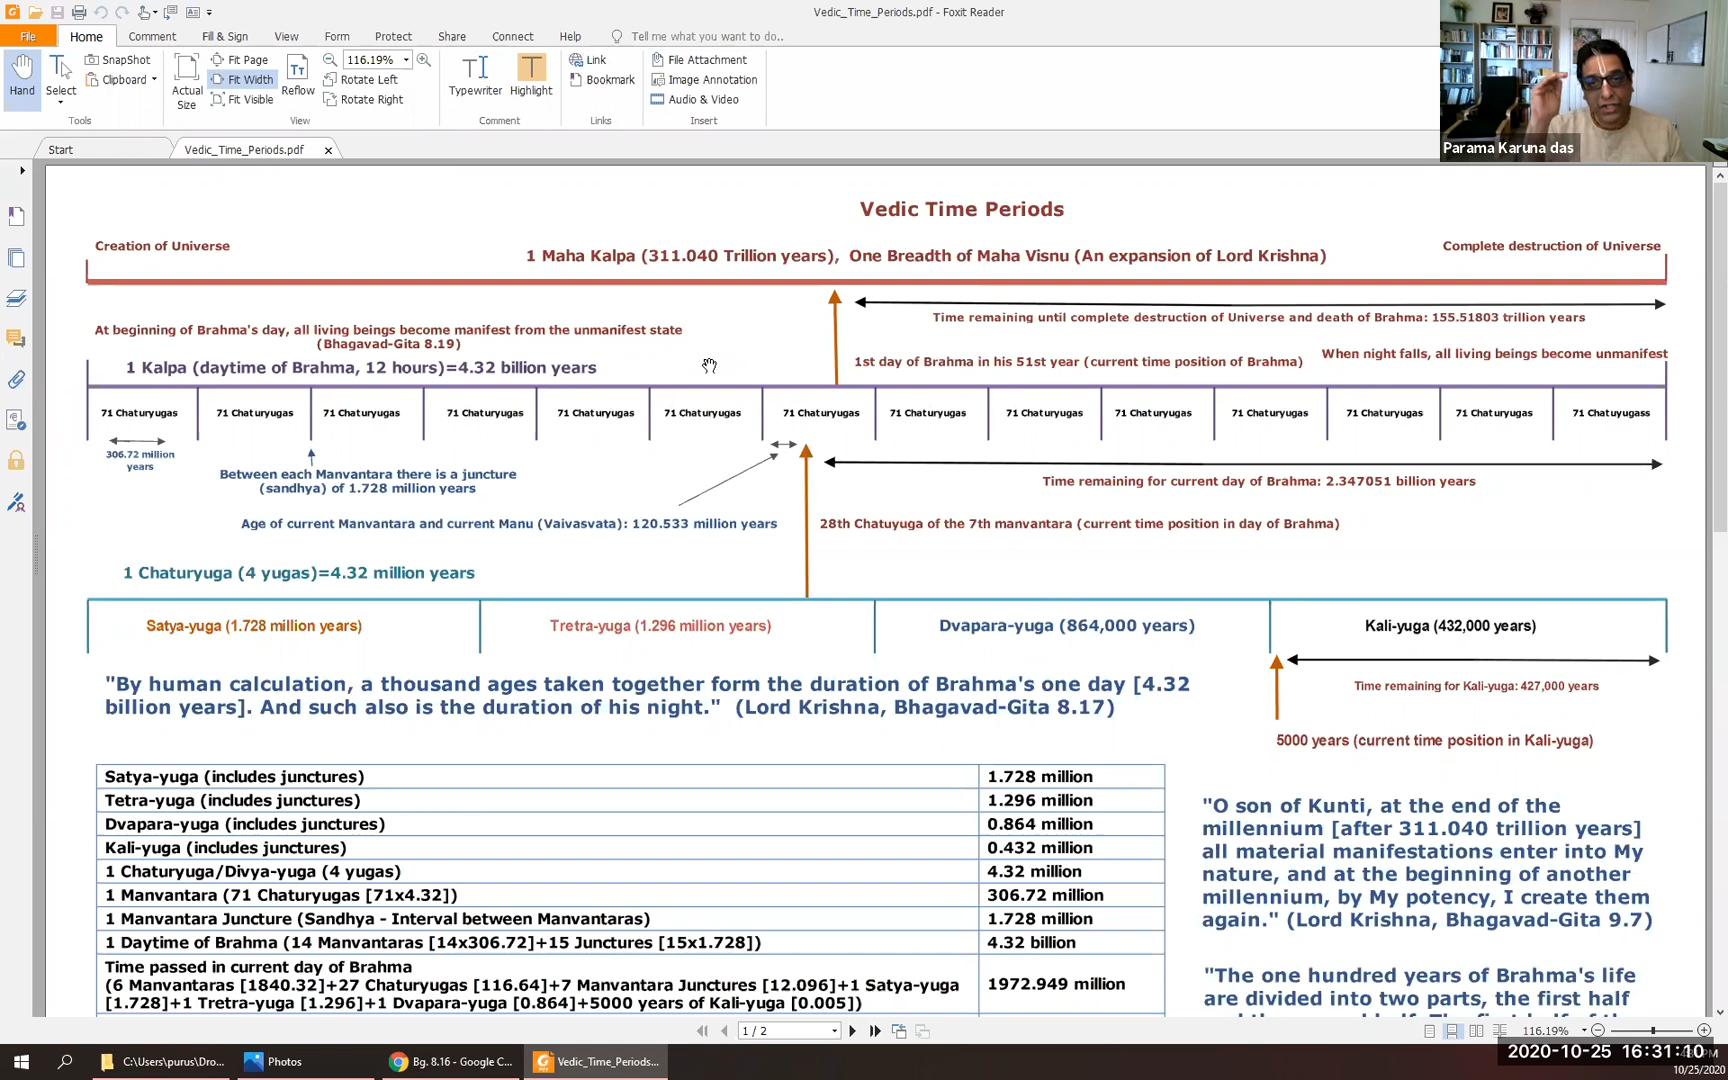 Vedic_Time_Periods.pdf - Foxit Reader
File Home Comment Fill & Sign View Form Protect Share Connect Help Tell me what you want to do..
Hand
Select
SnapShot
Clipboard
Tools
Actual Size
Fit Page
Fit Width
Fit Visible
Reflow
116.19%
Rotate Left
Rotate Right
View
Typewriter
Highlight
Comment
Link
Bookmark
Links
File Attachment
Image Annotation
Audio & Video
Insert
Parama Karuna das
Start
Vedic_Time_Periods.pdf
Vedic Time Periods
Creation of Universe
1 Maha Kalpa (311.040 Trillion years), One Breadth of Maha Visnu (An expansion of Lord Krishna)
Complete destruction of Universe
Time remaining until complete destruction of Universe and death of Brahma: 155.51803 trillion years
At beginning of Brahma's day, all living beings become manifest from the unmanifest state
(Bhagavad-Gita 8.19)
1 Kalpa (daytime of Brahma, 12 hours)=4.32 billion years
1st day of Brahma in his 51st year (current time position of Brahma)
When night falls, all living beings become unmanifest
71 Chaturyugas 71 Chaturyugas 71 Chaturyugas 71 Chaturyugas 71 Chaturyugas 71 Chaturyugas 71 Chaturyugas 71 Chaturyugas 71 Chaturyugas 71 Chaturyugas 71 Chaturyugas 71 Chaturyugas 71 Chaturyugas 71 Chatuyugass
306.72 million
years
Between each Manvantara there is a juncture
(sandhya) of 1.728 million years
Time remaining for current day of Brahma: 2.347051 billion years
Age of current Manvantara and current Manu (Vaivasvata): 120.533 million years
28th Chatuyuga of the 7th manvantara (current time position in day of Brahma)
1 Chaturyuga (4 yugas)=4.32 million years
Satya-yuga (1.728 million years)
Tretra-yuga (1.296 million years)
Dvapara-yuga (864,000 years)
Kali-yuga (432,000 years)
Time remaining for Kali-yuga: 427,000 years
5000 years (current time position in Kali-yuga)
"By human calculation, a thousand ages taken together form the duration of Brahma's one day [4.32
billion years]. And such also is the duration of his night." (Lord Krishna, Bhagavad-Gita 8.17)
Satya-yuga (includes junctures) 1.728 million
Tetra-yuga (includes junctures) 1.296 million
Dvapara-yuga (includes junctures) 0.864 million
Kali-yuga (includes junctures) 0.432 million
1 Chaturyuga/Divya-yuga (4 yugas) 4.32 million
1 Manvantara (71 Chaturyugas [71x4.32]) 306.72 million
1 Manvantara Juncture (Sandhya - Interval between Manvantaras) 1.728 million
1 Daytime of Brahma (14 Manvantaras [14x306.72]+15 Junctures [15x1.728]) 4.32 billion
Time passed in current day of Brahma
(6 Manvantaras [1840.32]+27 Chaturyugas [116.64]+7 Manvantara Junctures [12.096]+1 Satya-yuga
[1.728]+1 Tretra-yuga [1.296]+1 Dvapara-yuga [0.864]+5000 years of Kali-yuga [0.005])
1972.949 million
"O son of Kunti, at the end of the
millennium [after 311.040 trillion years]
all material manifestations enter into My
nature, and at the beginning of another
millennium, by My potency, I create them
again." (Lord Krishna, Bhagavad-Gita 9.7)
"The one hundred years of Brahma's life
are divided into two parts, the first half
1 / 2
116.19%
C:\Users\purus\Dro...
Photos
Bg. 8.16 - Google C...
Vedic_Time_Periods...
2020-10-25 16:31:10
10/25/2020